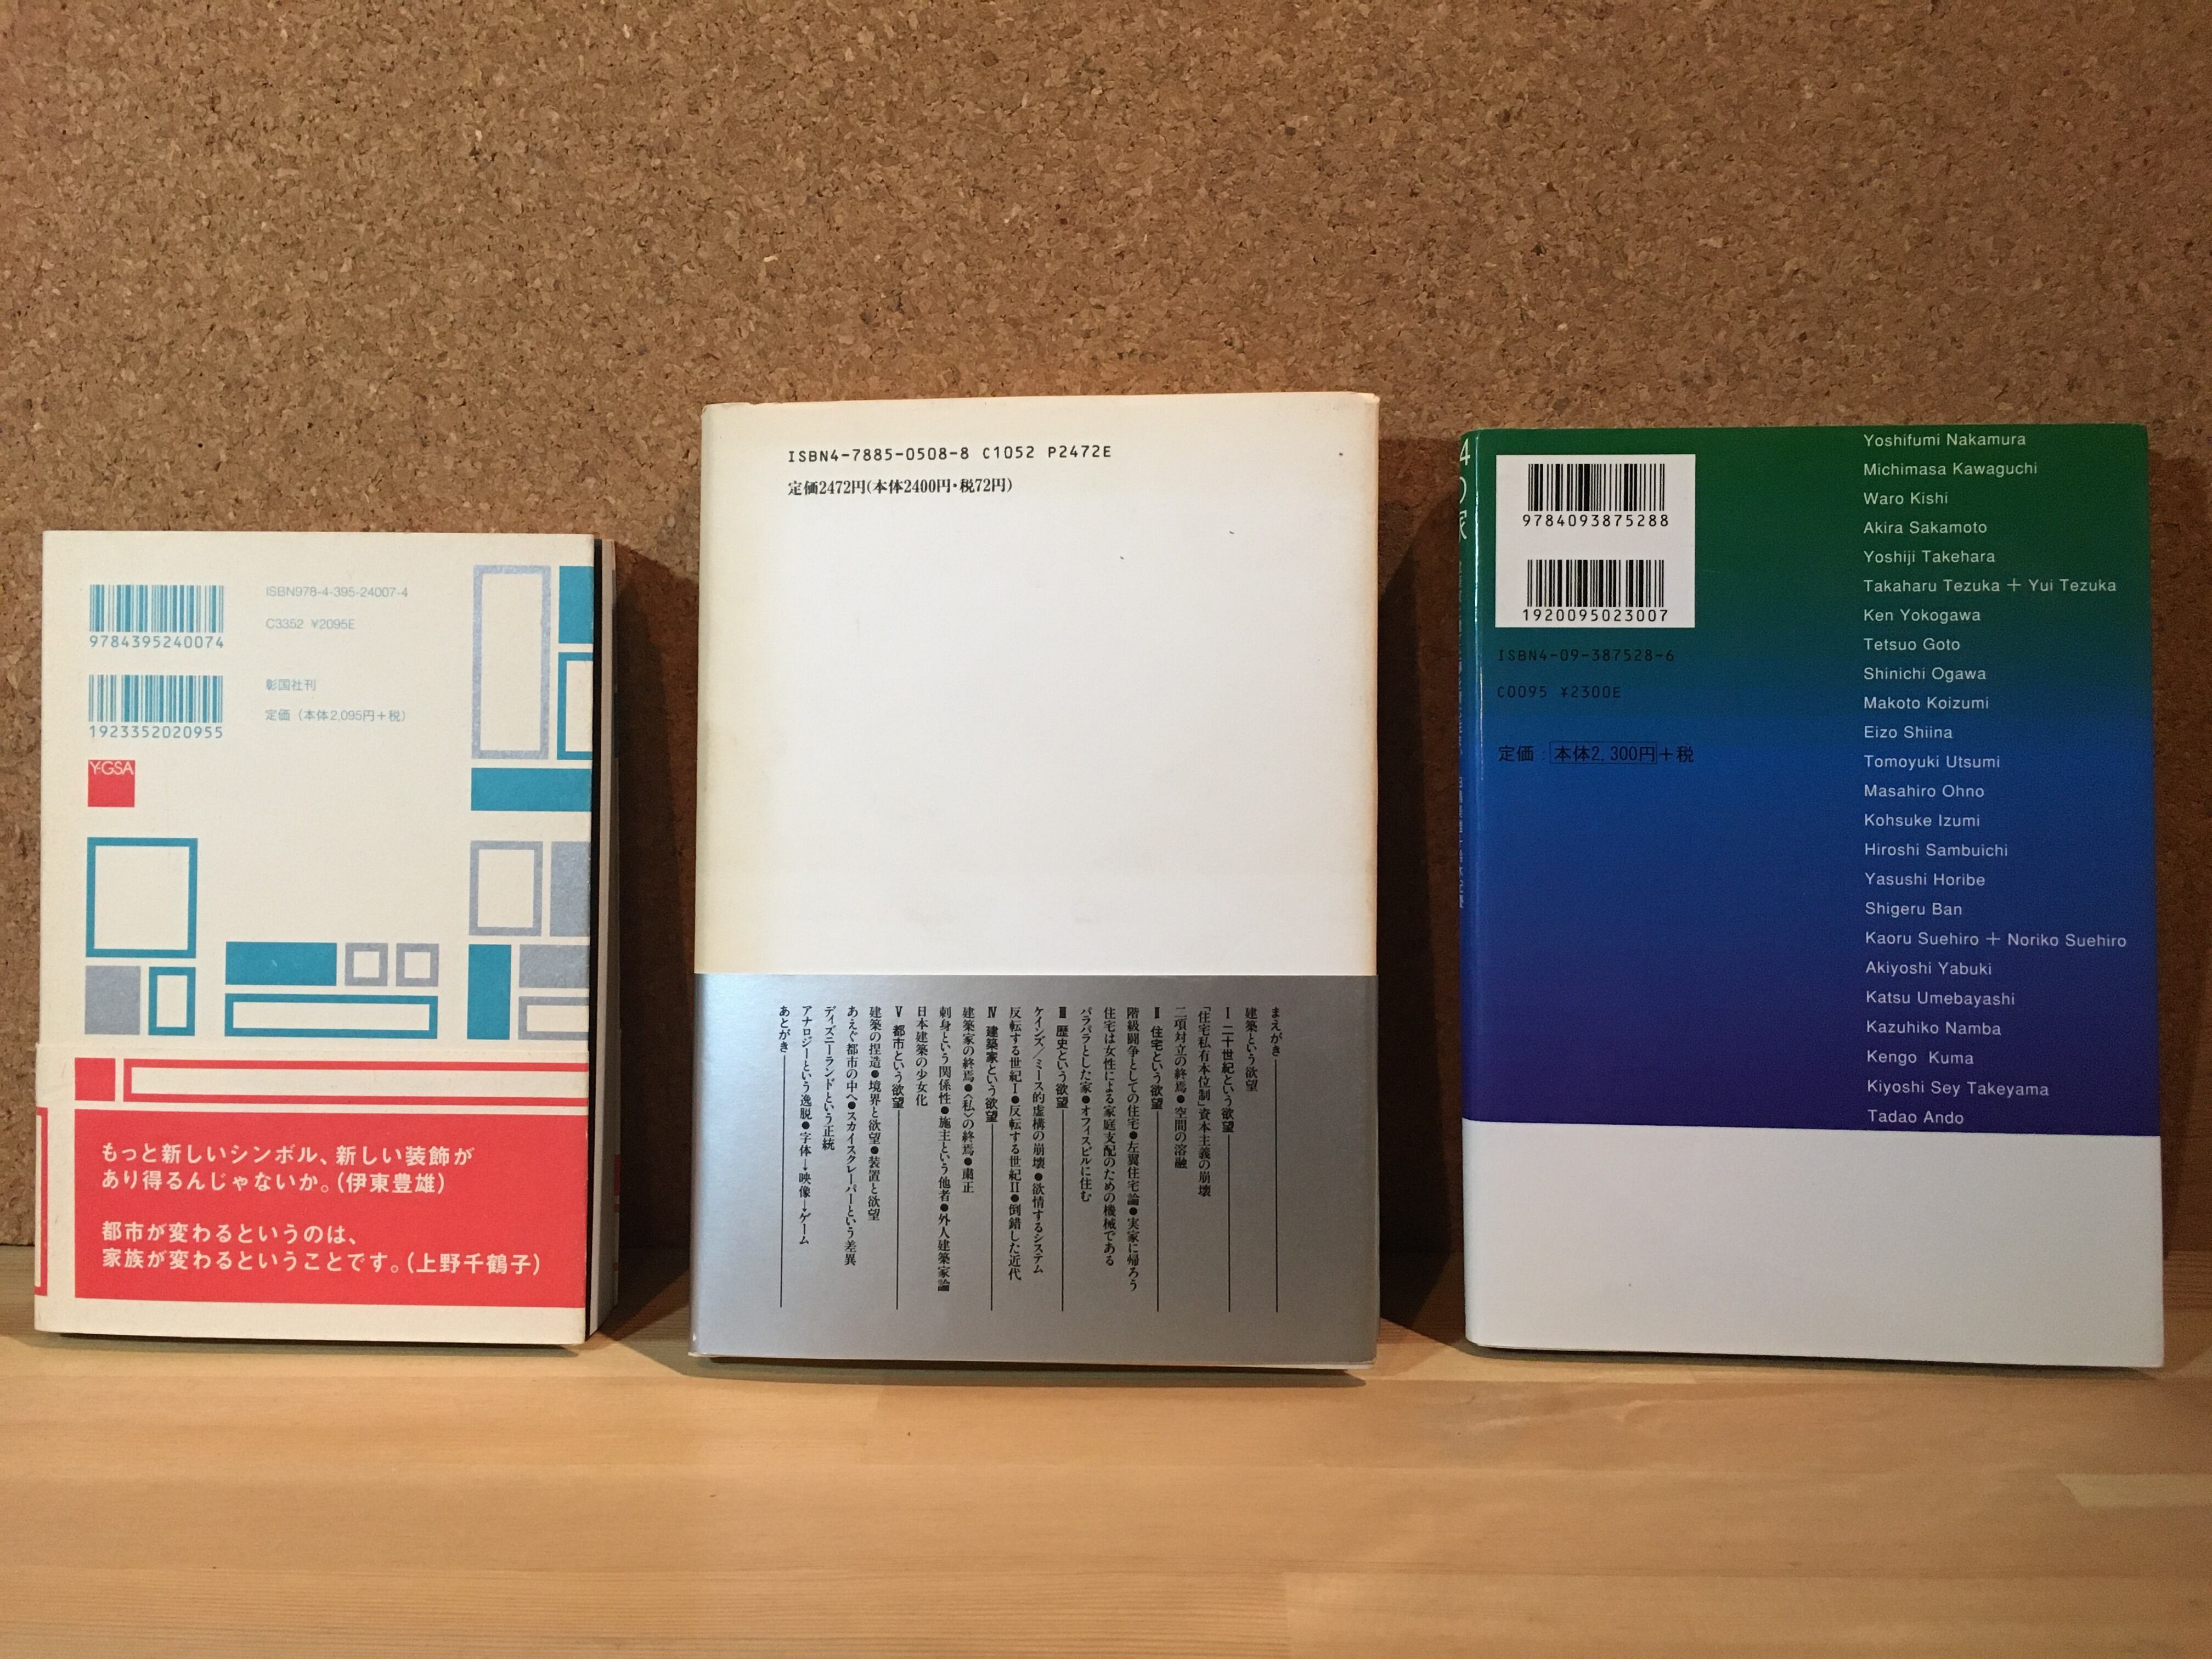 9784395240074
ISBN978-4-395-24007-4
C3352 ¥2095E
1923352020955
彰国社刊
定価（本体2,095円+税）
Y-GSA
もっと新しいシンボル、新しい装飾が
あり得るんじゃないか。(伊東豊雄)
都市が変わるというのは、
家族が変わるということです。(上野千鶴子)
ISBN4-7885-0508-8 C1052 P2472E
定価2472円(本体2400円・税72円)
まえがき
建築という欲望
Ⅰ 二十世紀という欲望
「住宅私有本位制」資本主義の崩壊
二項対立の終焉●空間の溶融
Ⅱ 住宅という欲望
階級闘争としての住宅●左翼住宅論●実家に帰ろう
住宅は女性による家庭支配のための機械である
バラバラとした家●オフィスビルに住む
Ⅲ 歴史という欲望
ケインズ／ミース的虚構の崩壊●欲情するシステム
反転する世紀Ⅰ●反転する世紀Ⅱ●倒錯した近代
Ⅳ 建築家という欲望
建築家の終焉●〈私〉の終焉●粛正
刺身という関係性●施主という他者●外人建築家論
日本建築の少女化
Ⅴ 都市という欲望
建築の捏造●境界と欲望●装置と欲望
あえぐ都市の中へ●スカイスクレーパーという差異
ディズニーランドという正統
アナロジーという逸脱●字体→映像→ゲーム
あとがき
4の家
9784093875288
1920095023007
ISBN4-09-387528-6
C0095 ¥2300E
定価：本体2,300円+税
Yoshifumi Nakamura
Michimasa Kawaguchi
Waro Kishi
Akira Sakamoto
Yoshiji Takehara
Takaharu Tezuka + Yui Tezuka
Ken Yokogawa
Tetsuo Goto
Shinichi Ogawa
Makoto Koizumi
Eizo Shiina
Tomoyuki Utsumi
Masahiro Ohno
Kohsuke Izumi
Hiroshi Sambuichi
Yasushi Horibe
Shigeru Ban
Kaoru Suehiro + Noriko Suehiro
Akiyoshi Yabuki
Katsu Umebayashi
Kazuhiko Namba
Kengo Kuma
Kiyoshi Sey Takeyama
Tadao Ando